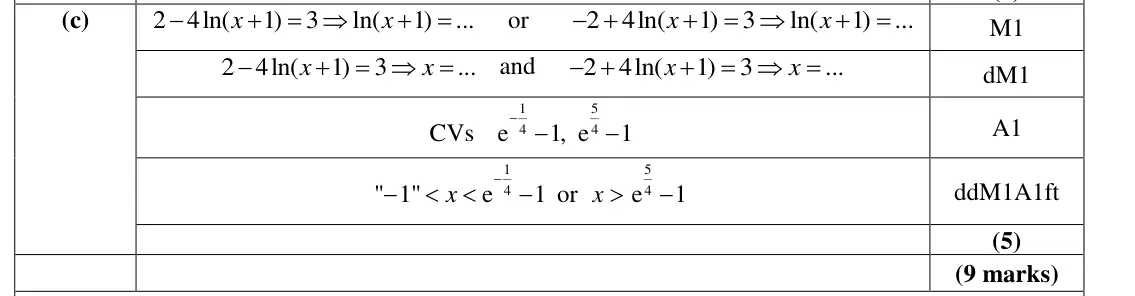 (c) 2−4ln(x+1)=3⇒ln(x+1)=... or −2+4ln(x+1)=3⇒ln(x+1)=... M1
2−4ln(x+1)=3⇒x=... and −2+4ln(x+1)=3⇒x=... dM1
CVs e^{−1/4}−1, e^{5/4}−1 A1
"−1"<x<e^{−1/4}−1 or x>e^{5/4}−1 ddM1A1ft
(5)
(9 marks)